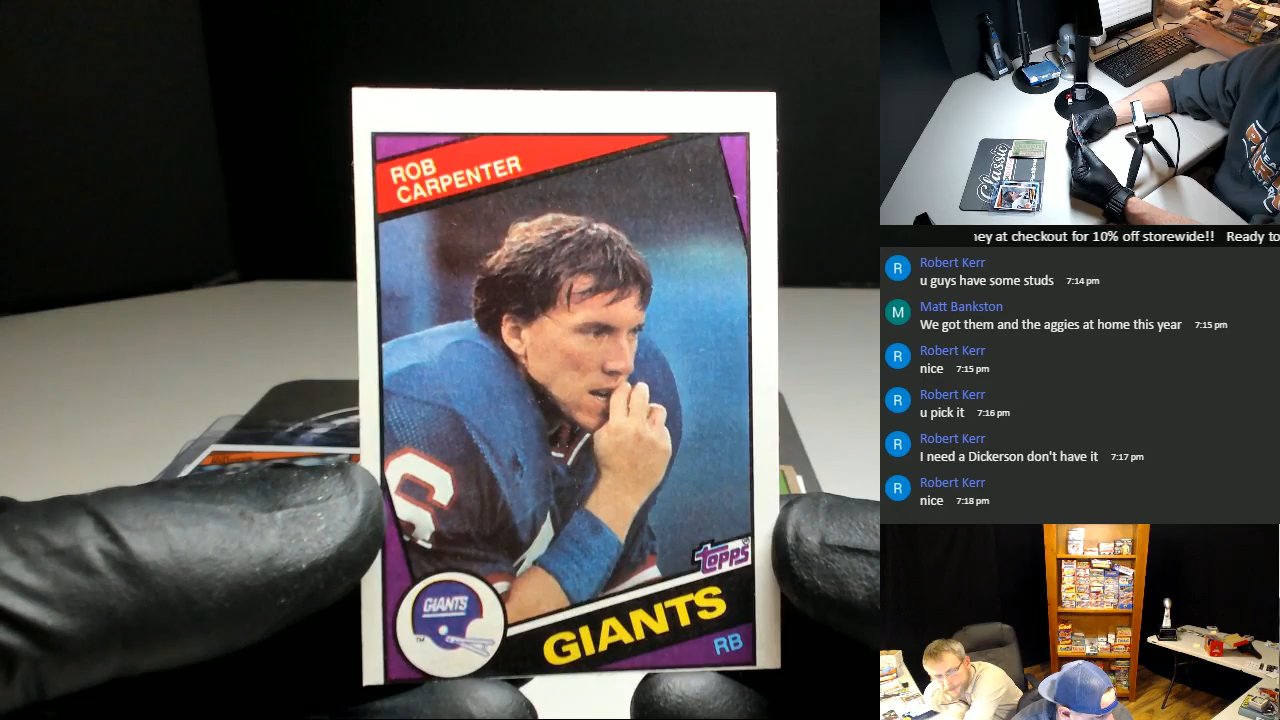 ROB
CARPENTER
GIANTS
TM
TOPPS
GIANTS
RB
Classic
ney at checkout for 10% off storewide!! Ready to
R Robert Kerr
u guys have some studs 7:14 pm
M Matt Bankston
We got them and the aggies at home this year 7:15 pm
R Robert Kerr
nice 7:15 pm
R Robert Kerr
u pick it 7:16 pm
R Robert Kerr
I need a Dickerson don't have it 7:17 pm
R Robert Kerr
nice 7:18 pm